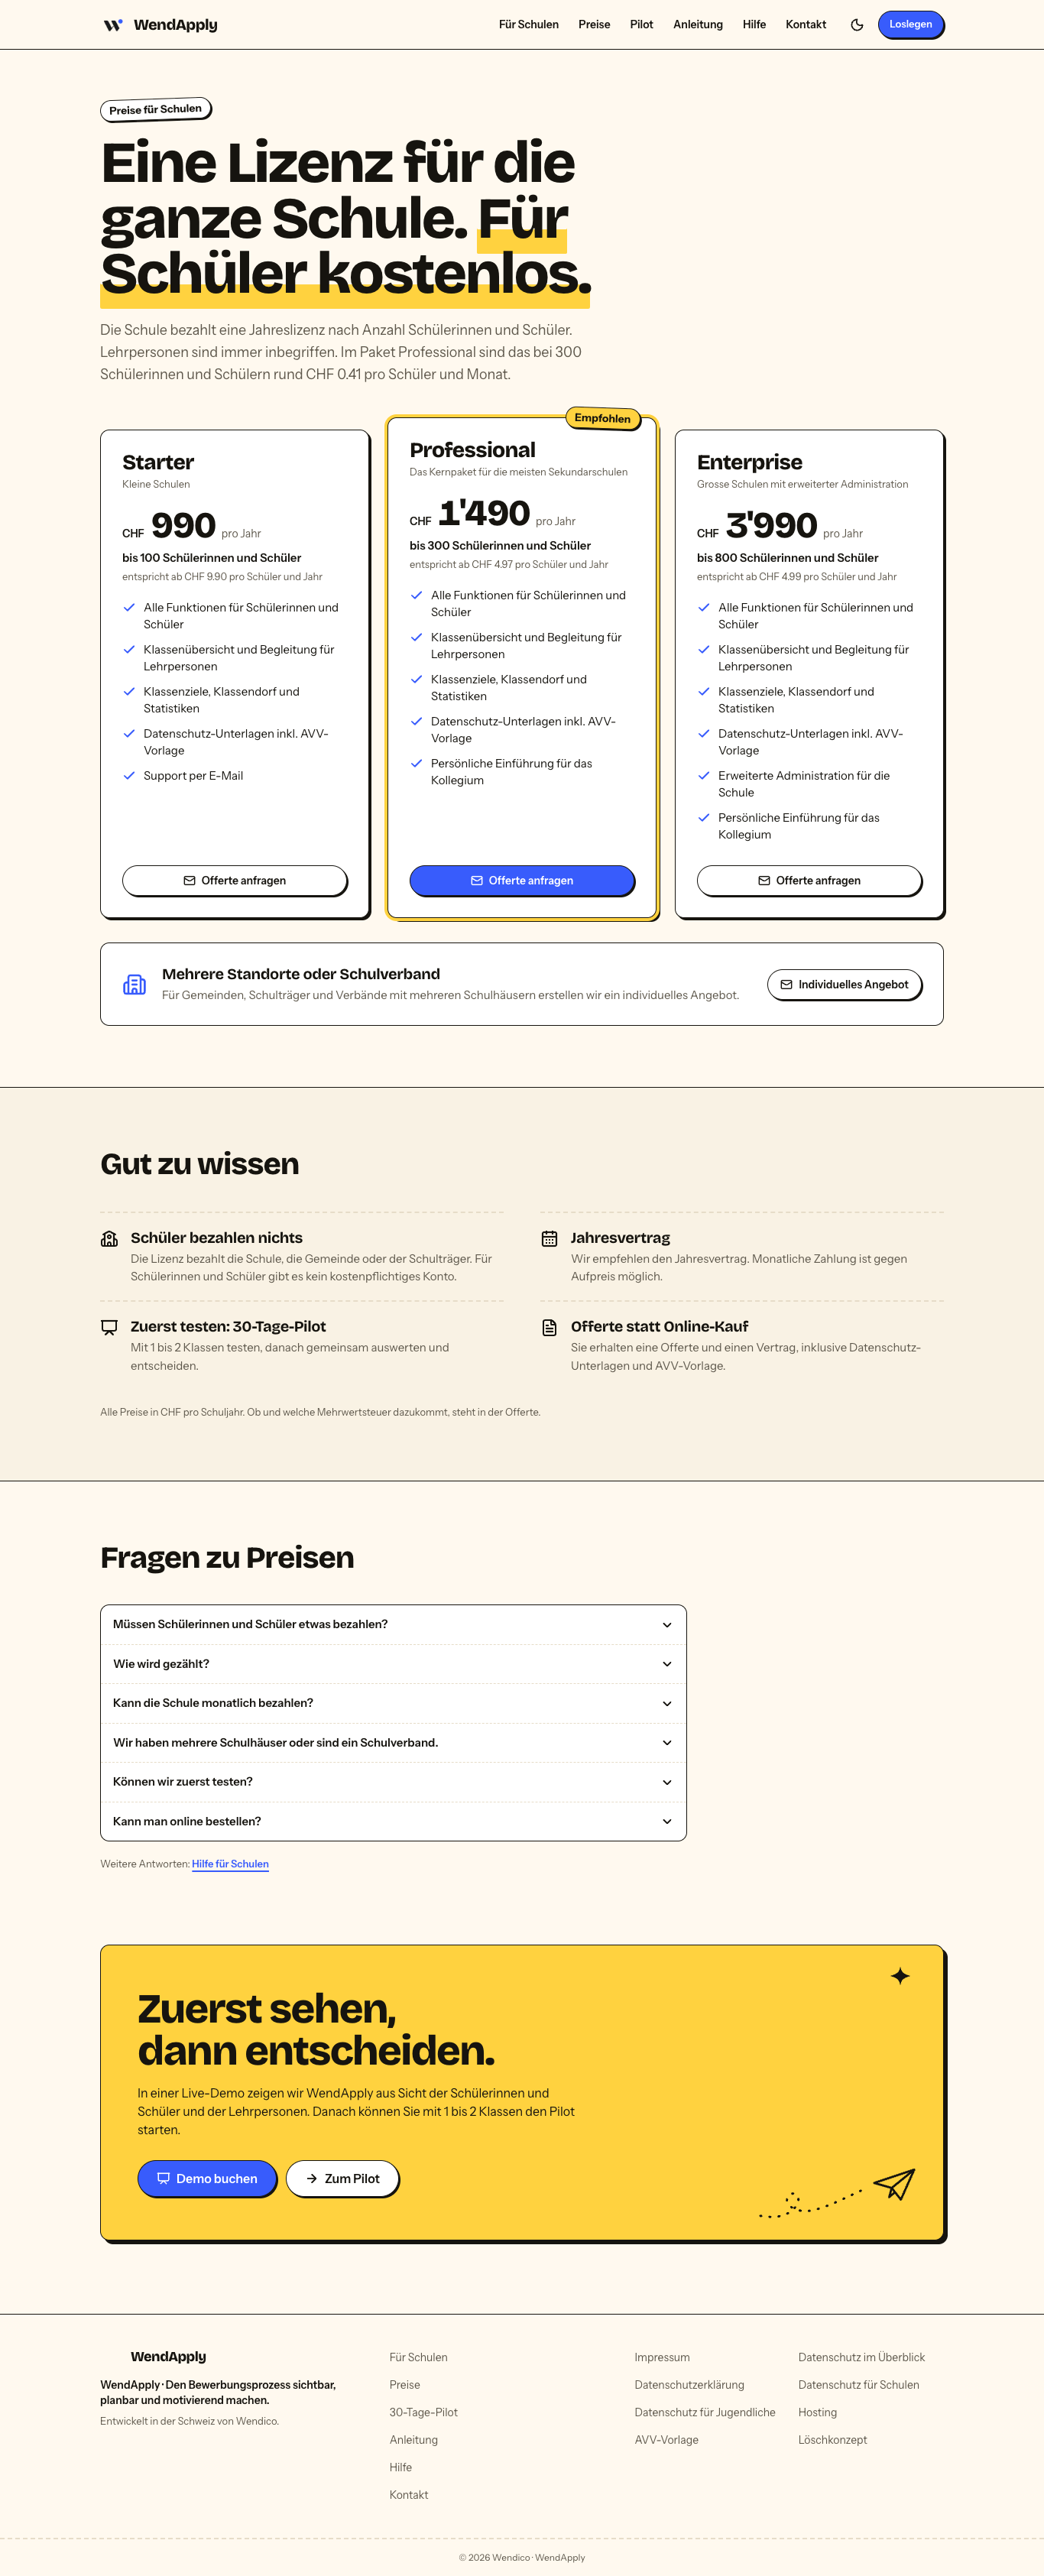 WendApply
Für Schulen
Preise
Pilot
Anleitung
Hilfe
Kontakt
Loslegen
Preise für Schulen
Eine Lizenz für die
ganze Schule. Für
Schüler kostenlos.
Die Schule bezahlt eine Jahreslizenz nach Anzahl Schülerinnen und Schüler.
Lehrpersonen sind immer inbegriffen. Im Paket Professional sind das bei 300
Schülerinnen und Schülern rund CHF 0.41 pro Schüler und Monat.
Starter
Kleine Schulen
CHF 990 pro Jahr
bis 100 Schülerinnen und Schüler
entspricht ab CHF 9.90 pro Schüler und Jahr
Alle Funktionen für Schülerinnen und
Schüler
Klassenübersicht und Begleitung für
Lehrpersonen
Klassenziele, Klassendorf und
Statistiken
Datenschutz-Unterlagen inkl. AVV-
Vorlage
Support per E-Mail
Offerte anfragen
Empfohlen
Professional
Das Kernpaket für die meisten Sekundarschulen
CHF 1'490 pro Jahr
bis 300 Schülerinnen und Schüler
entspricht ab CHF 4.97 pro Schüler und Jahr
Alle Funktionen für Schülerinnen und
Schüler
Klassenübersicht und Begleitung für
Lehrpersonen
Klassenziele, Klassendorf und
Statistiken
Datenschutz-Unterlagen inkl. AVV-
Vorlage
Persönliche Einführung für das
Kollegium
Offerte anfragen
Enterprise
Grosse Schulen mit erweiterter Administration
CHF 3'990 pro Jahr
bis 800 Schülerinnen und Schüler
entspricht ab CHF 4.99 pro Schüler und Jahr
Alle Funktionen für Schülerinnen und
Schüler
Klassenübersicht und Begleitung für
Lehrpersonen
Klassenziele, Klassendorf und
Statistiken
Datenschutz-Unterlagen inkl. AVV-
Vorlage
Erweiterte Administration für die
Schule
Persönliche Einführung für das
Kollegium
Offerte anfragen
Mehrere Standorte oder Schulverband
Für Gemeinden, Schulträger und Verbände mit mehreren Schulhäusern erstellen wir ein individuelles Angebot.
Individuelles Angebot
Gut zu wissen
Schüler bezahlen nichts
Die Lizenz bezahlt die Schule, die Gemeinde oder der Schulträger. Für
Schülerinnen und Schüler gibt es kein kostenpflichtiges Konto.
Jahresvertrag
Wir empfehlen den Jahresvertrag. Monatliche Zahlung ist gegen
Aufpreis möglich.
Zuerst testen: 30-Tage-Pilot
Mit 1 bis 2 Klassen testen, danach gemeinsam auswerten und
entscheiden.
Offerte statt Online-Kauf
Sie erhalten eine Offerte und einen Vertrag, inklusive Datenschutz-
Unterlagen und AVV-Vorlage.
Alle Preise in CHF pro Schuljahr. Ob und welche Mehrwertsteuer dazukommt, steht in der Offerte.
Fragen zu Preisen
Müssen Schülerinnen und Schüler etwas bezahlen?
Wie wird gezählt?
Kann die Schule monatlich bezahlen?
Wir haben mehrere Schulhäuser oder sind ein Schulverband.
Können wir zuerst testen?
Kann man online bestellen?
Weitere Antworten: Hilfe für Schulen
Zuerst sehen,
dann entscheiden.
In einer Live-Demo zeigen wir WendApply aus Sicht der Schülerinnen und
Schüler und der Lehrpersonen. Danach können Sie mit 1 bis 2 Klassen den Pilot
starten.
Demo buchen
Zum Pilot
WendApply
WendApply · Den Bewerbungsprozess sichtbar,
planbar und motivierend machen.
Entwickelt in der Schweiz von Wendico.
Für Schulen
Preise
30-Tage-Pilot
Anleitung
Hilfe
Kontakt
Impressum
Datenschutzerklärung
Datenschutz für Jugendliche
AVV-Vorlage
Datenschutz im Überblick
Datenschutz für Schulen
Hosting
Löschkonzept
© 2026 Wendico · WendApply